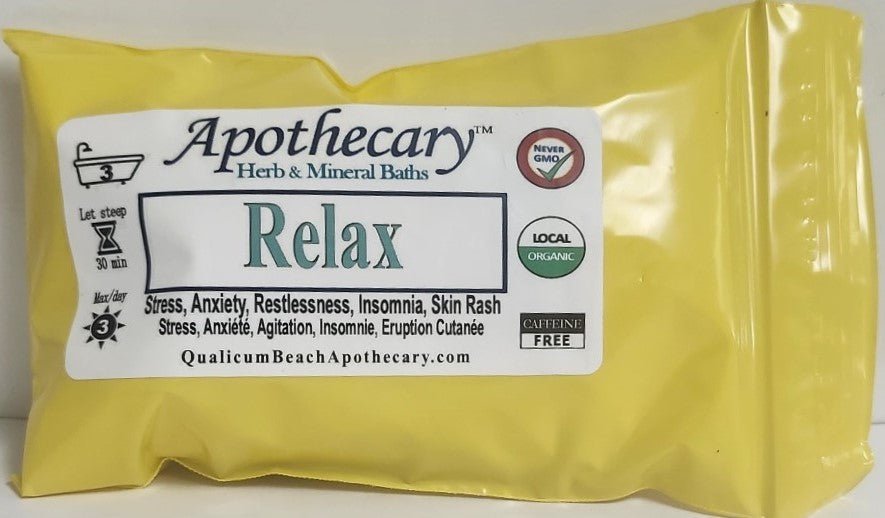 Apothecary™
Herb & Mineral Baths
3
Let steep
30 min
Max/day
3
Relax
Stress, Anxiety, Restlessness, Insomnia, Skin Rash
Stress, Anxiété, Agitation, Insomnie, Eruption Cutanée
QualicumBeachApothecary.com
NEVER
GMO
LOCAL
ORGANIC
CAFFEINE
FREE